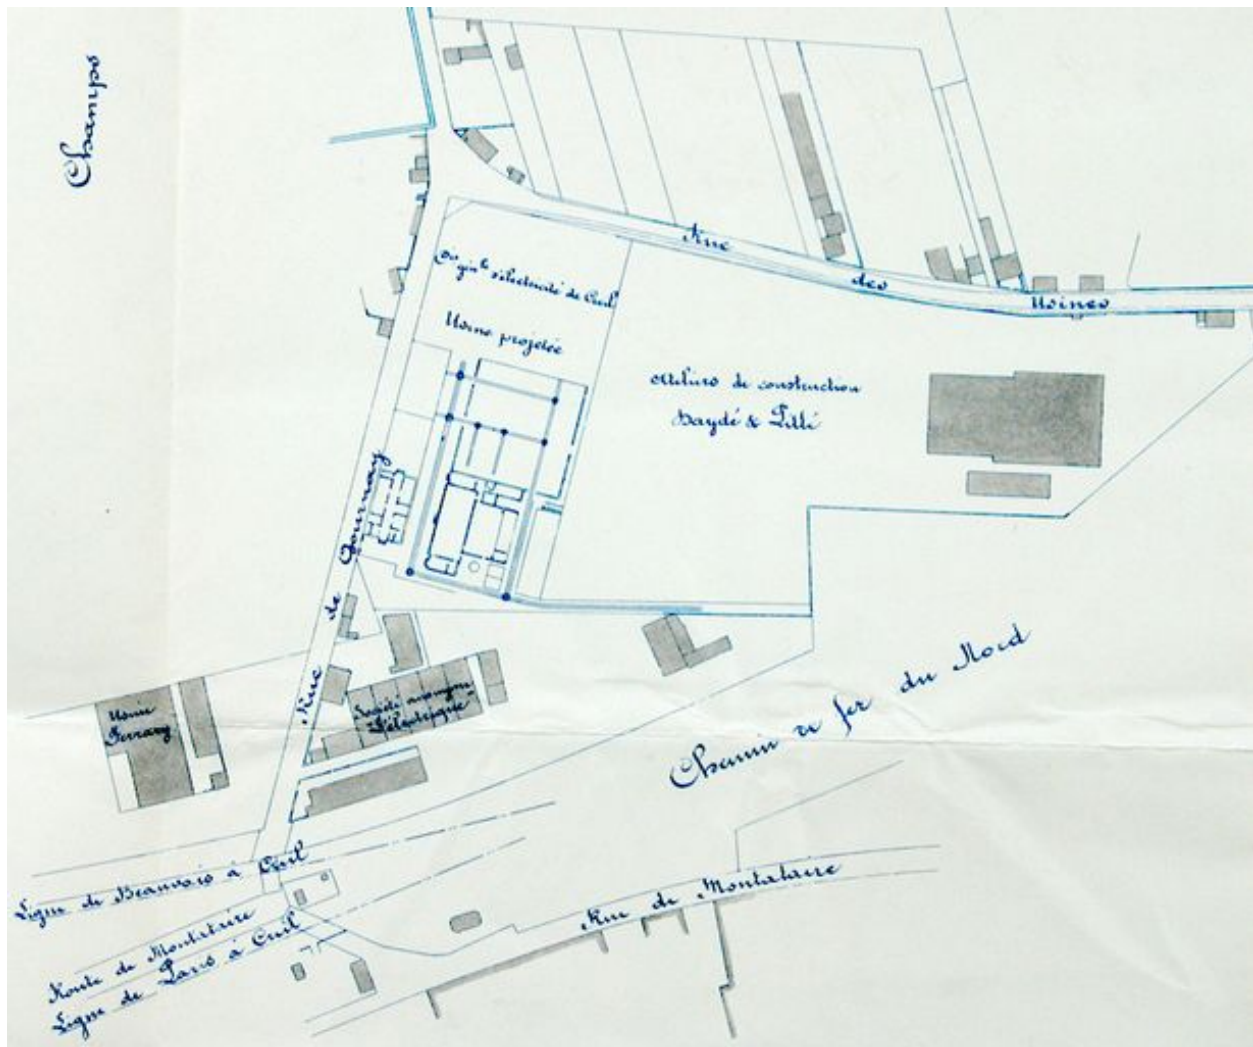 Champs
Rue des Usines
Cie Gnle d'électricité de Creil
Usine projetée
Ateliers de construction
Daydé & Pillé
Rue de Gournay
Usine
Ferrary
Société anonyme
"L'éclectrique"
Chemin de fer du Nord
Ligne de Beauvais à Creil
Route de Montataire
Ligne de Paris à Creil
Rue de Montataire